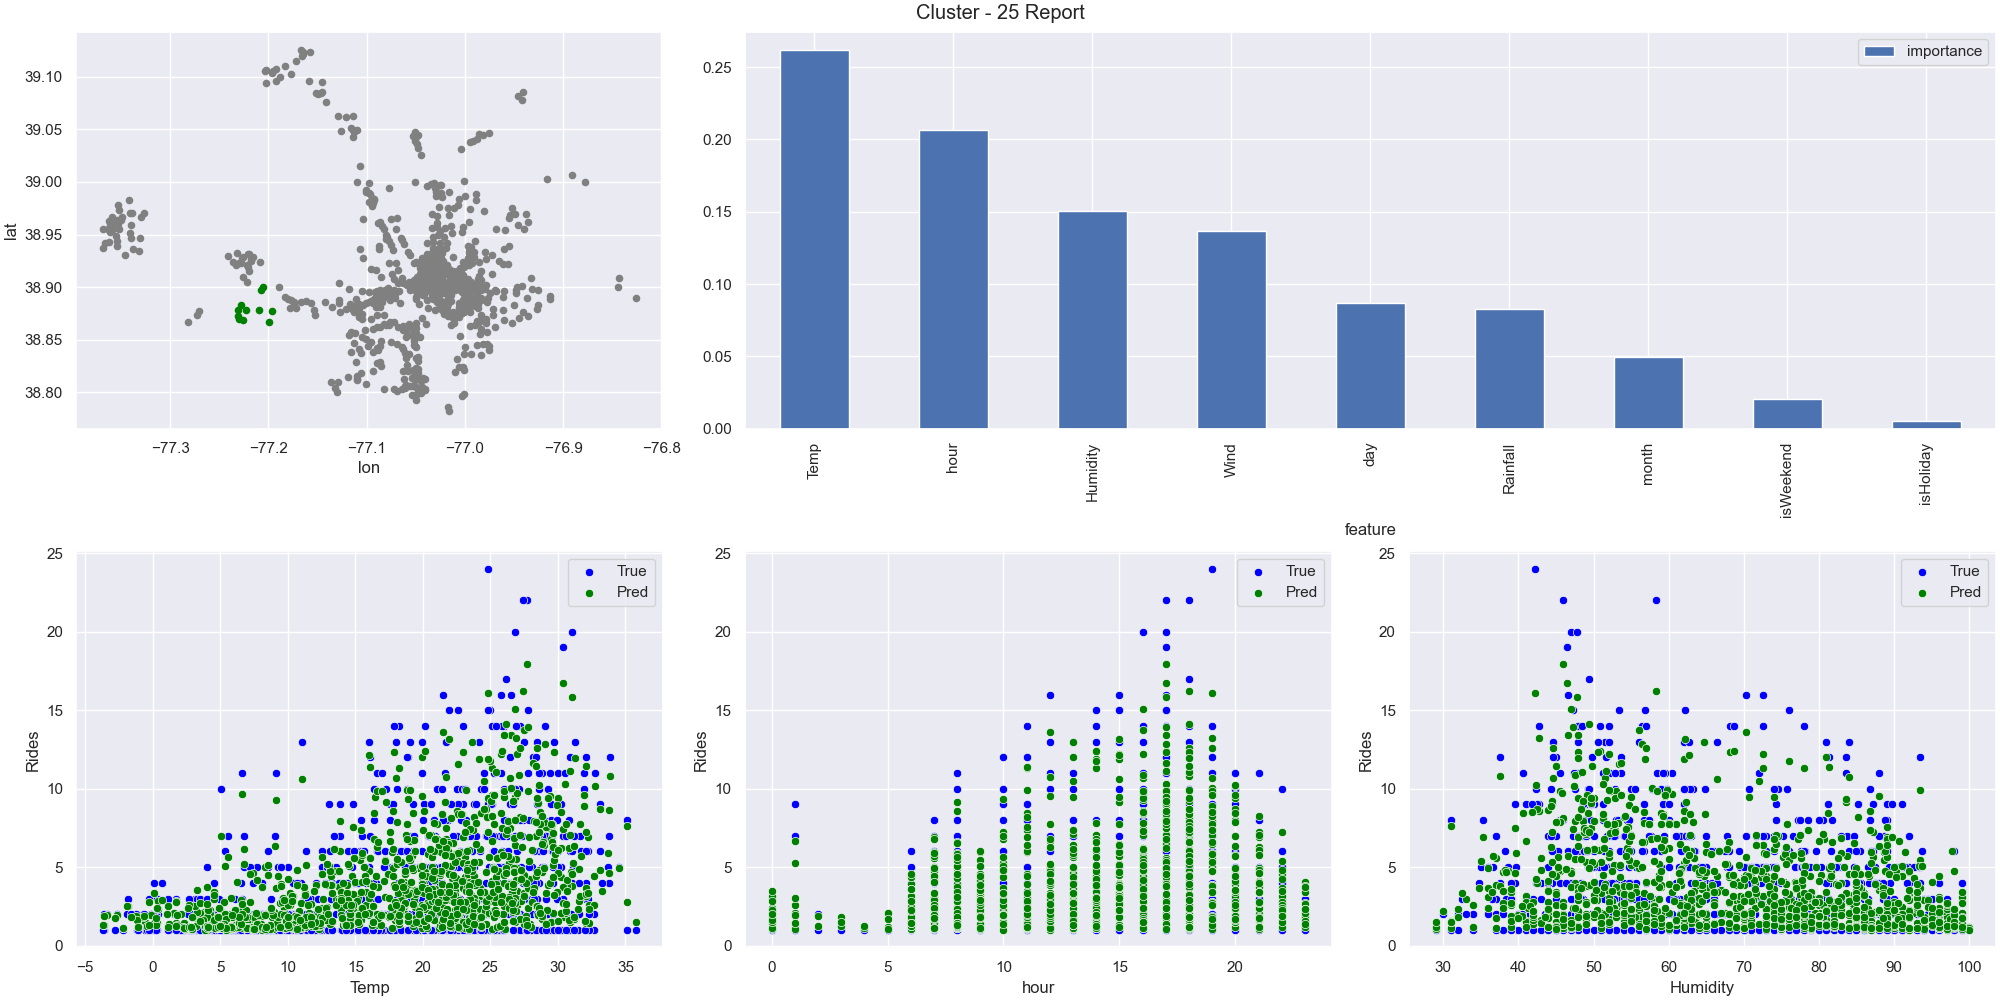 Cluster - 25 Report
lat
39.10
39.05
39.00
38.95
38.90
38.85
38.80
−77.3
−77.2
−77.1
−77.0
−76.9
−76.8
lon
importance
0.25
0.20
0.15
0.10
0.05
0.00
Temp
hour
Humidity
Wind
day
Rainfall
month
isWeekend
isHoliday
feature
True
Pred
Rides
25
20
15
10
5
0
−5
0
5
10
15
20
25
30
35
Temp
True
Pred
Rides
25
20
15
10
5
0
0
5
10
15
20
hour
True
Pred
Rides
25
20
15
10
5
0
30
40
50
60
70
80
90
100
Humidity